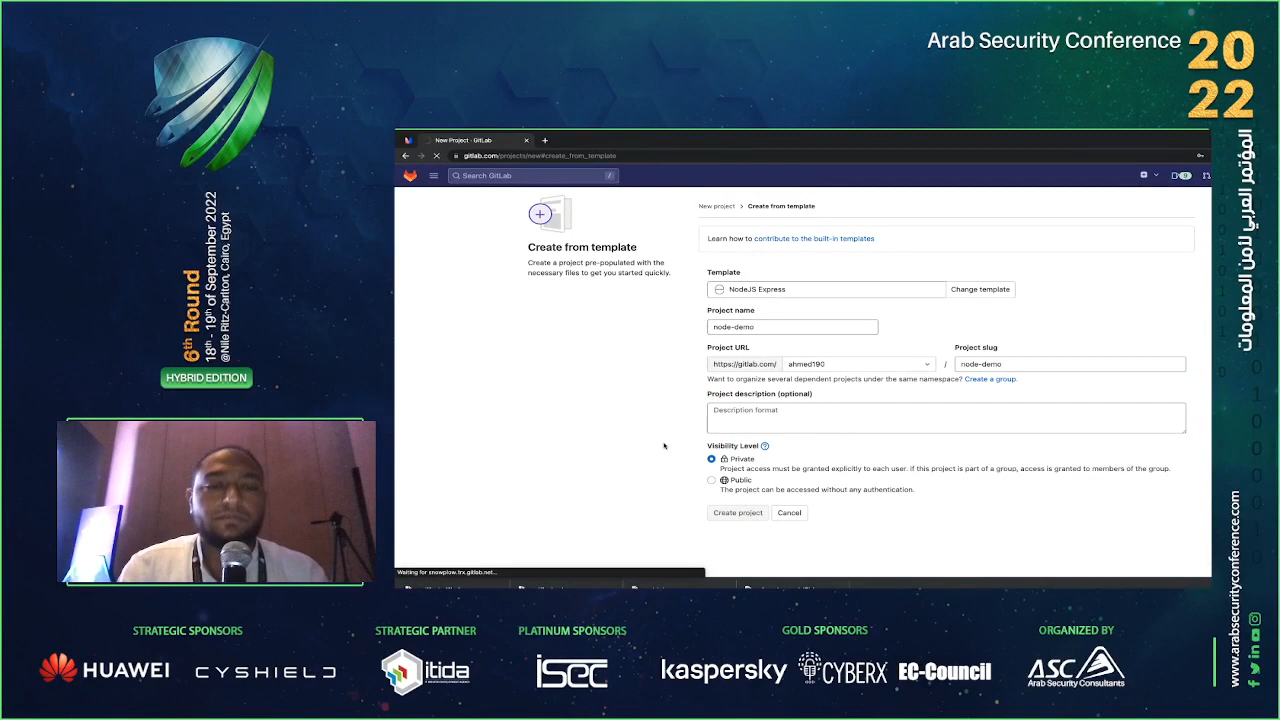 Arab Security Conference
20
22
المؤتمر العربي لأمن المعلومات
6th Round
18th - 19th of September 2022
@Nile Ritz-Carlton, Cairo, Egypt
HYBRID EDITION
New Project · GitLab
gitlab.com/projects/new#create_from_template
Search GitLab
/
0
Create from template
Create a project pre-populated with the
necessary files to get you started quickly.
New project > Create from template
Learn how to contribute to the built-in templates
Template
NodeJS Express
Change template
Project name
node-demo
Project URL
Project slug
https://gitlab.com/
ahmed190
/
node-demo
Want to organize several dependent projects under the same namespace? Create a group.
Project description (optional)
Description format
Visibility Level
Private
Project access must be granted explicitly to each user. If this project is part of a group, access is granted to members of the group.
Public
The project can be accessed without any authentication.
Create project
Cancel
Waiting for snowplow.trx.gitlab.net...
www.arabsecurityconference.com
STRATEGIC SPONSORS
STRATEGIC PARTNER
PLATINUM SPONSORS
GOLD SPONSORS
ORGANIZED BY
HUAWEI
CYSHIELD
itida
isec
kaspersky
CYBERX
EC-Council
ASC
Arab Security Consultants